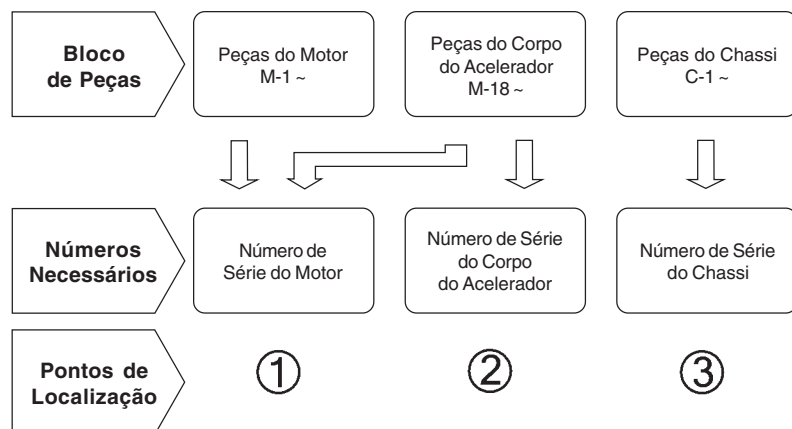 Bloco
de Peças
Peças do Motor
M-1 ~
Peças do Corpo
do Acelerador
M-18 ~
Peças do Chassi
C-1 ~
Números
Necessários
Número de
Série do Motor
Número de Série
do Corpo
do Acelerador
Número de Série
do Chassi
Pontos de
Localização
①
②
③